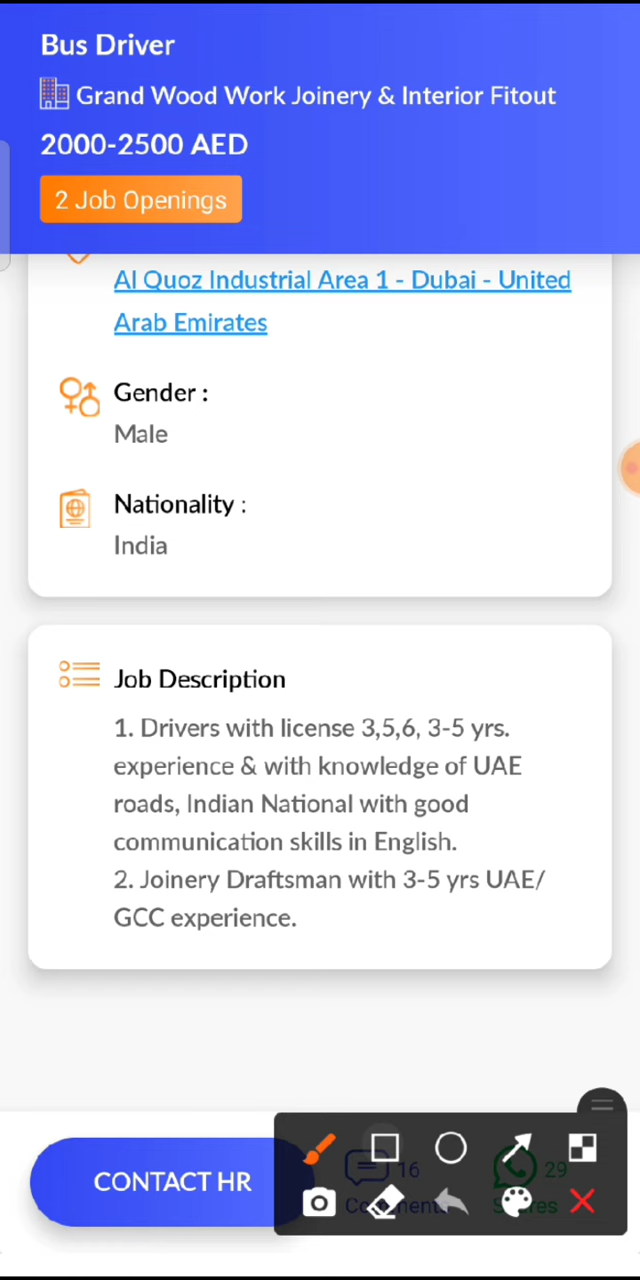 Bus Driver
Grand Wood Work Joinery & Interior Fitout
2000-2500 AED
2 Job Openings
Al Quoz Industrial Area 1 - Dubai - United
Arab Emirates
Gender :
Male
Nationality :
India
Job Description
1. Drivers with license 3,5,6, 3-5 yrs.
experience & with knowledge of UAE
roads, Indian National with good
communication skills in English.
2. Joinery Draftsman with 3-5 yrs UAE/
GCC experience.
CONTACT HR
16
29